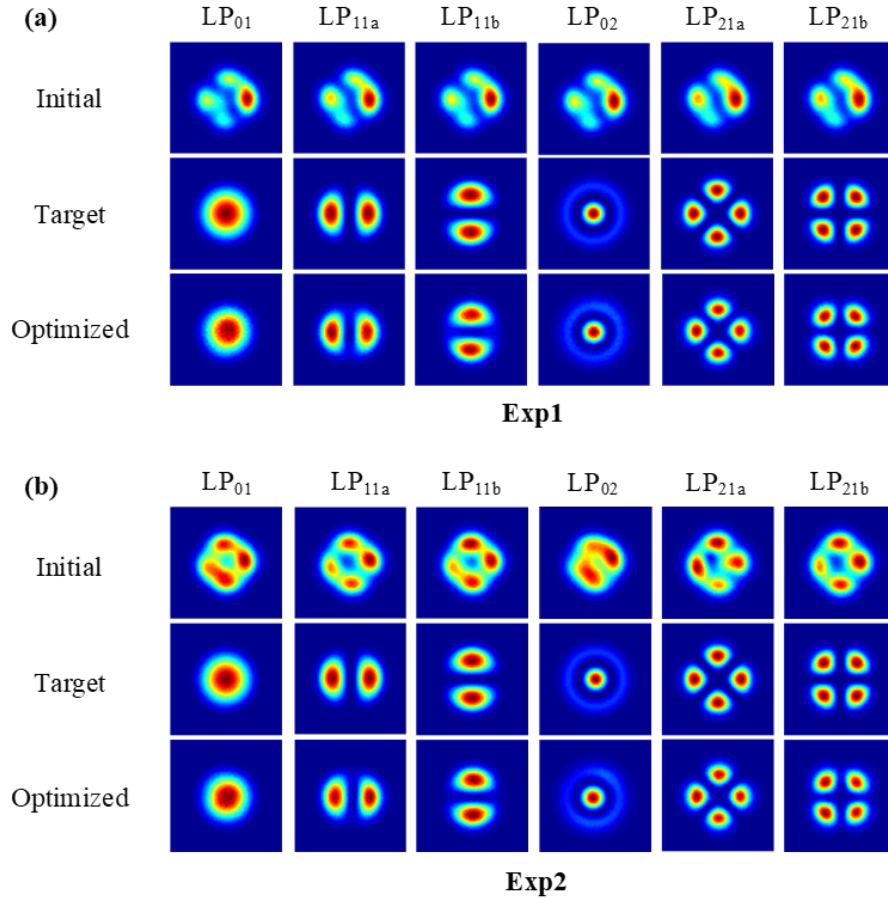 (a) LP01 LP11a LP11b LP02 LP21a LP21b
Initial
Target
Optimized
Exp1
(b) LP01 LP11a LP11b LP02 LP21a LP21b
Initial
Target
Optimized
Exp2